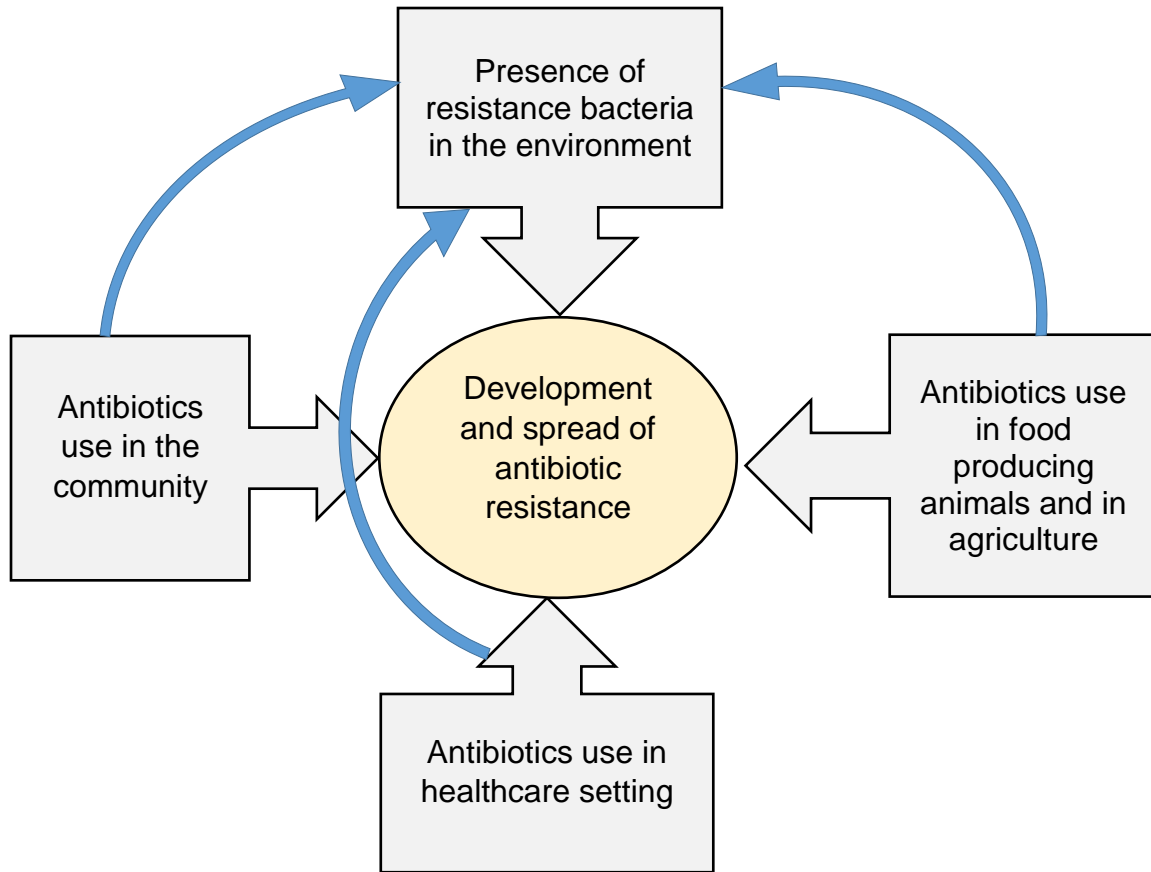 Presence of
resistance bacteria
in the environment
Antibiotics
use in the
community
Development
and spread of
antibiotic
resistance
Antibiotics use
in food
producing
animals and in
agriculture
Antibiotics use in
healthcare setting